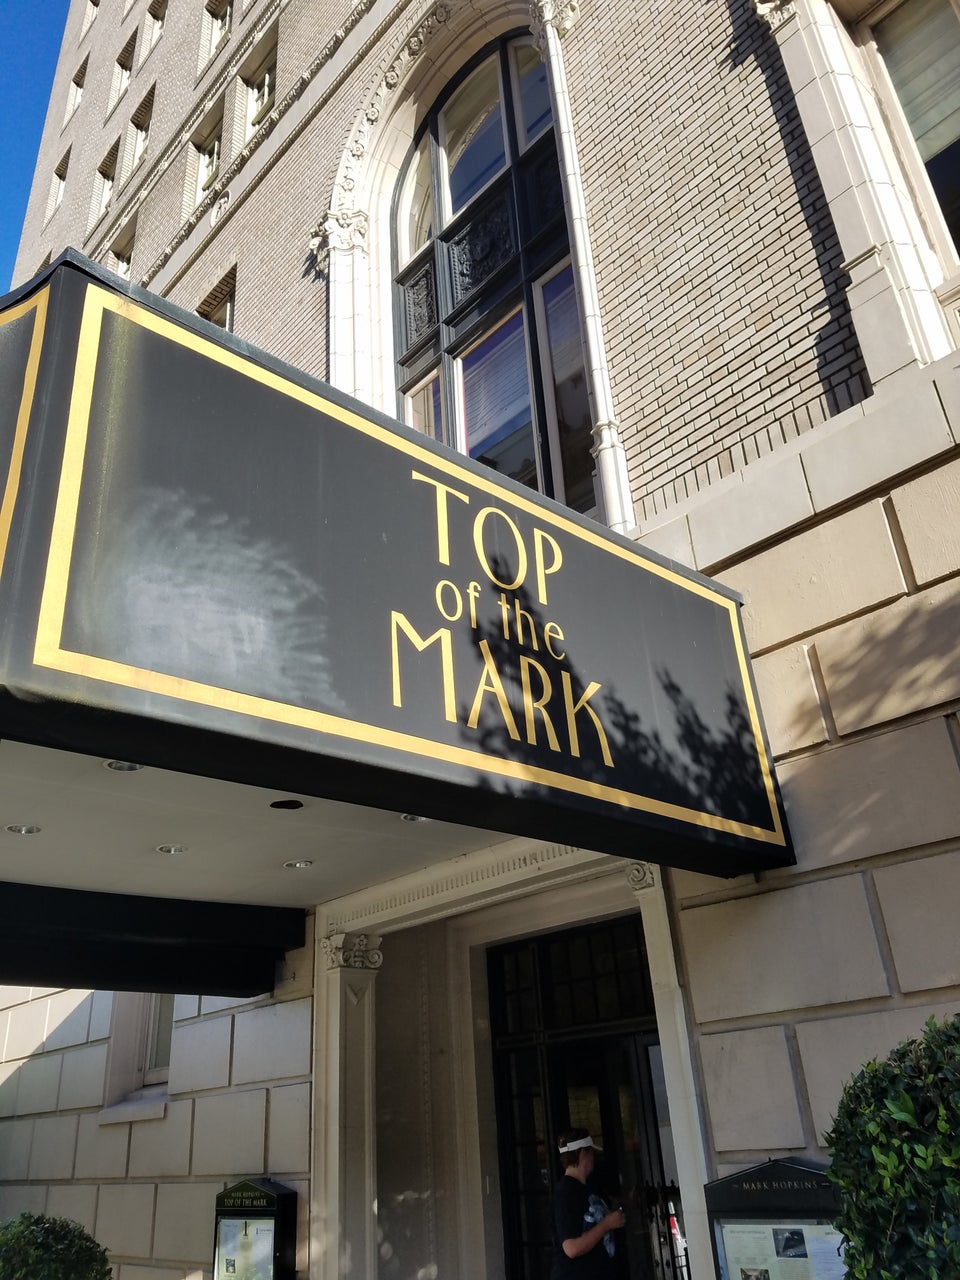 TOP
of the
MARK
MARK HOPKINS
TOP OF THE MARK
MARK HOPKINS